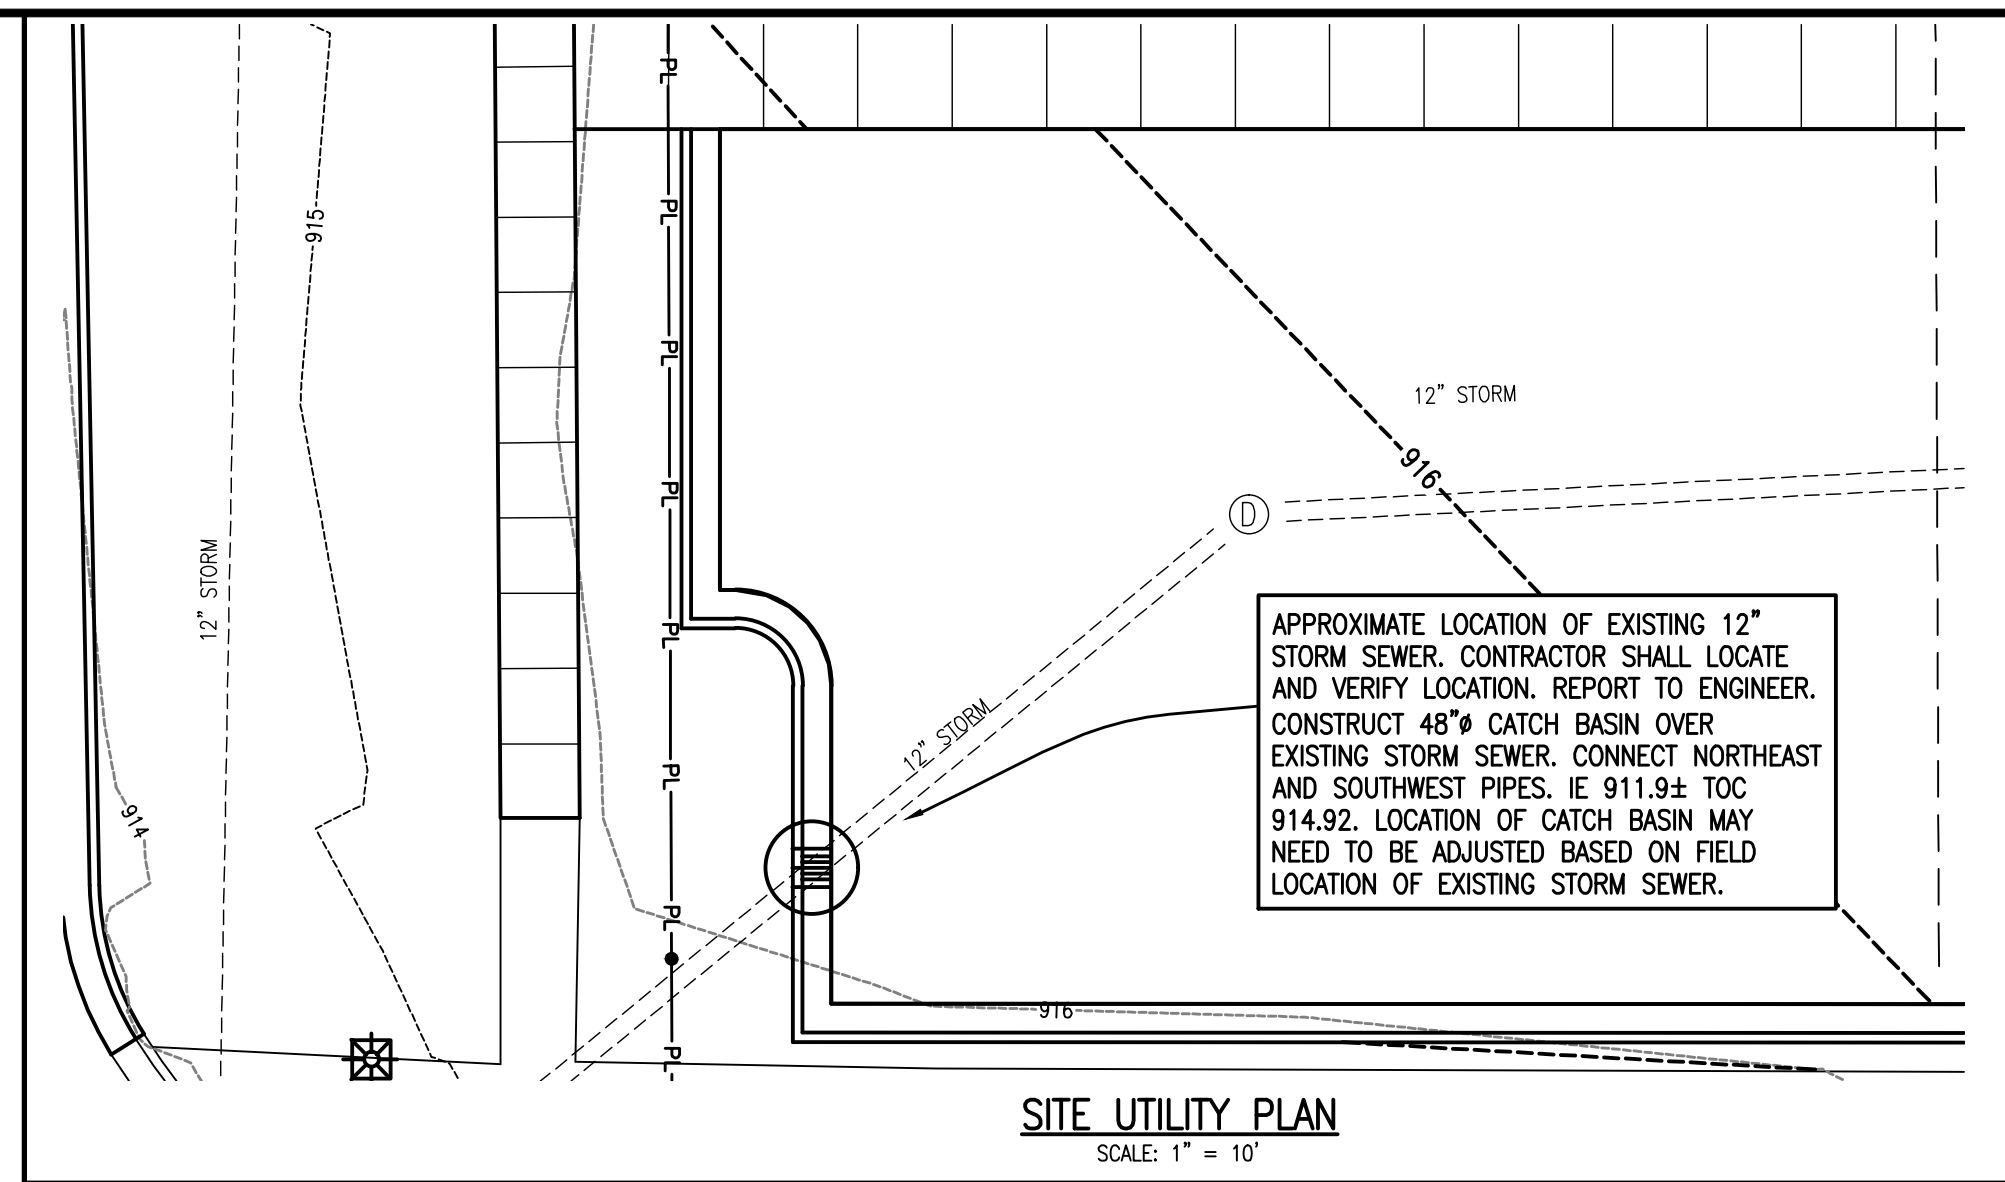 PL
PL
915
PL
12" STORM
916
PL
D
12" STORM
APPROXIMATE LOCATION OF EXISTING 12"
STORM SEWER. CONTRACTOR SHALL LOCATE
AND VERIFY LOCATION. REPORT TO ENGINEER.
CONSTRUCT 48"ø CATCH BASIN OVER
EXISTING STORM SEWER. CONNECT NORTHEAST
AND SOUTHWEST PIPES. IE 911.9± TOC
914.92. LOCATION OF CATCH BASIN MAY
NEED TO BE ADJUSTED BASED ON FIELD
LOCATION OF EXISTING STORM SEWER.
PL
12" STORM
PL
914
PL
916
PL
SITE UTILITY PLAN
SCALE: 1" = 10'